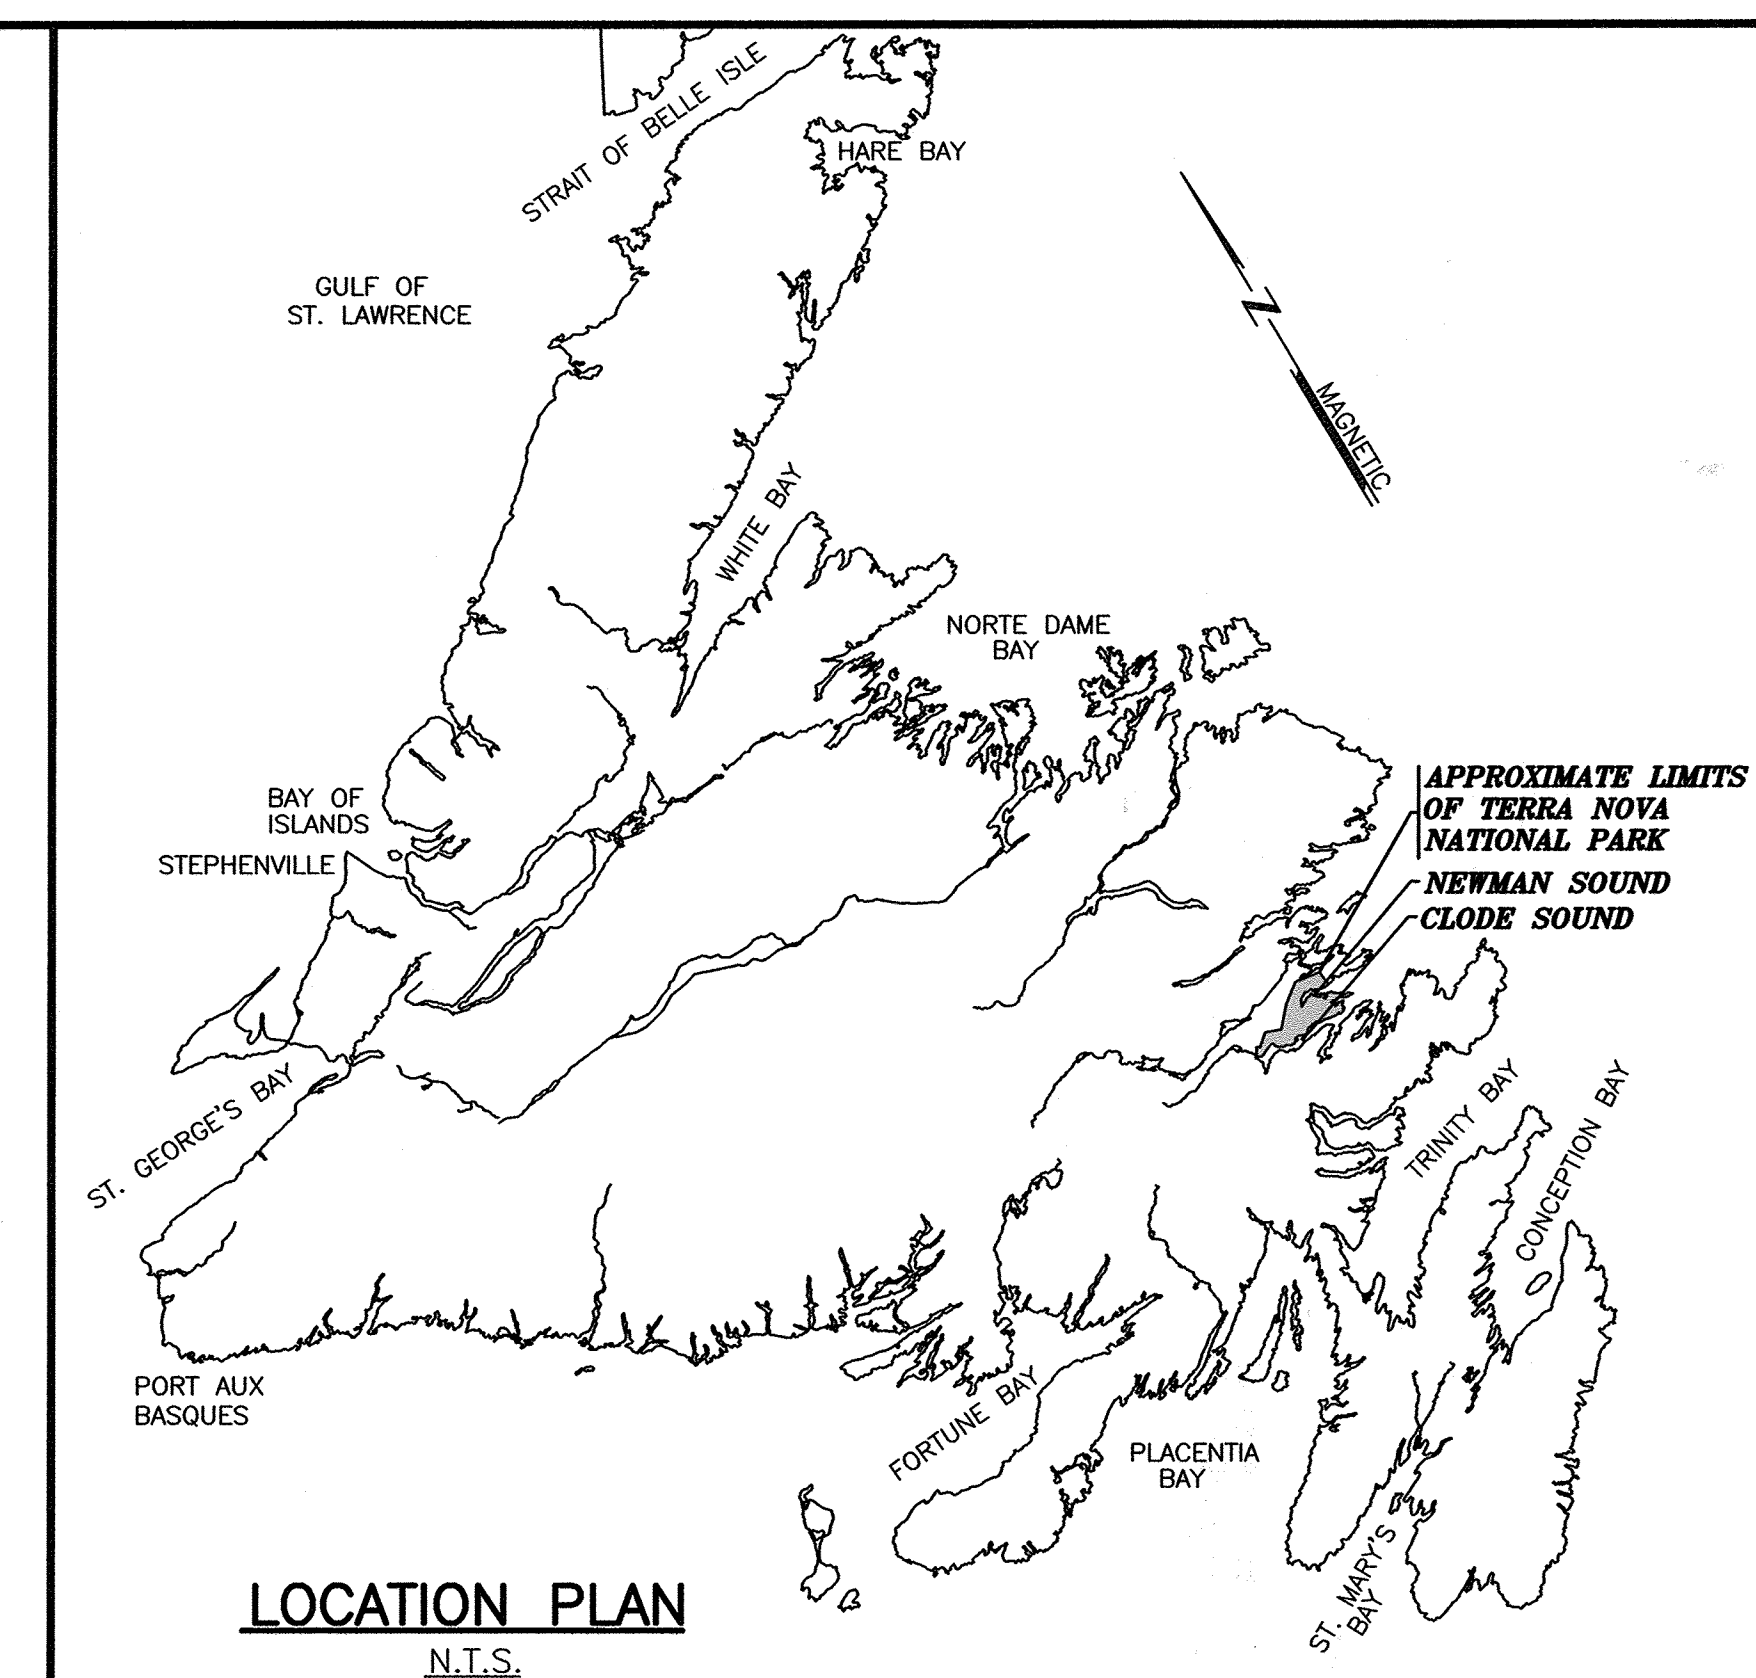 STRAIT OF BELLE ISLE
HARE BAY
GULF OF
ST. LAWRENCE
N
MAGNETIC
WHITE BAY
NORTE DAME
BAY
APPROXIMATE LIMITS
OF TERRA NOVA
NATIONAL PARK
BAY OF
ISLANDS
STEPHENVILLE
NEWMAN SOUND
CLODE SOUND
ST. GEORGE'S BAY
TRINITY BAY
CONCEPTION BAY
PORT AUX
BASQUES
FORTUNE BAY
PLACENTIA
BAY
ST. MARY'S
BAY
LOCATION PLAN
N.T.S.